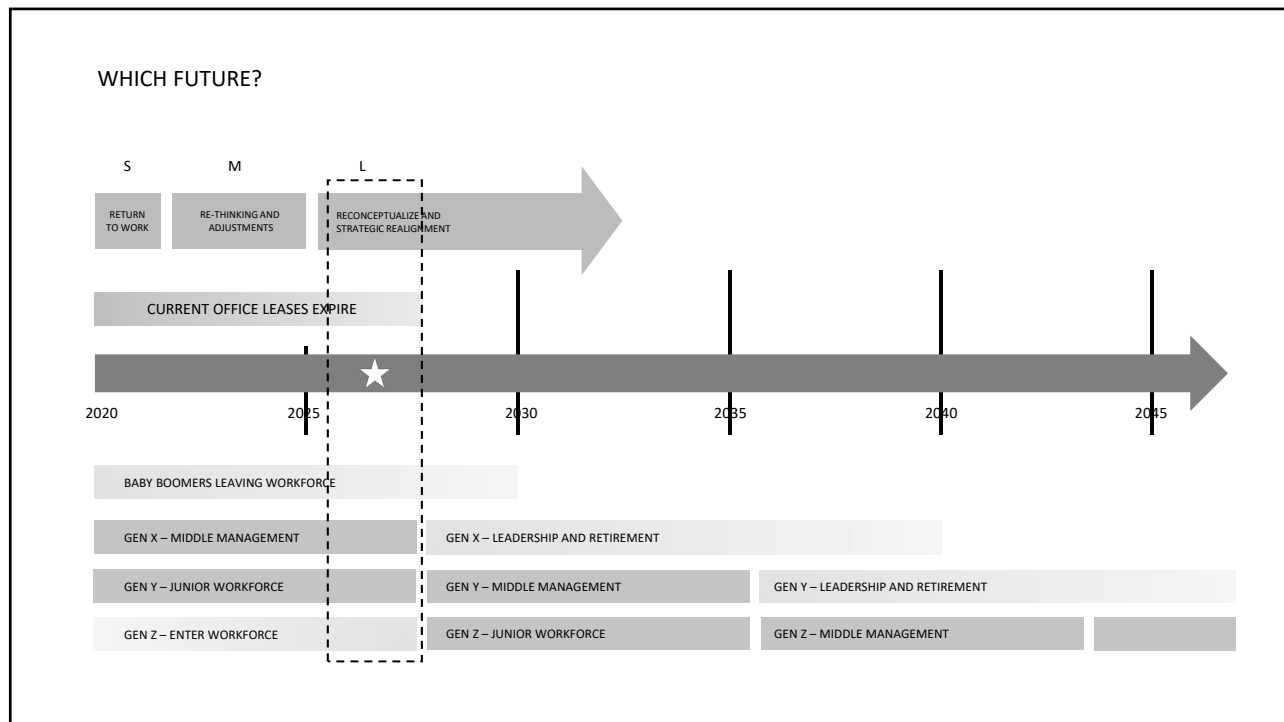 WHICH FUTURE?
S
M
L
RETURN
TO WORK
RE-THINKING AND
ADJUSTMENTS
RECONCEPTUALIZE AND
STRATEGIC REALIGNMENT
CURRENT OFFICE LEASES EXPIRE
2020
2025
2030
2035
2040
2045
BABY BOOMERS LEAVING WORKFORCE
GEN X – MIDDLE MANAGEMENT
GEN X – LEADERSHIP AND RETIREMENT
GEN Y – JUNIOR WORKFORCE
GEN Y – MIDDLE MANAGEMENT
GEN Y – LEADERSHIP AND RETIREMENT
GEN Z – ENTER WORKFORCE
GEN Z – JUNIOR WORKFORCE
GEN Z – MIDDLE MANAGEMENT